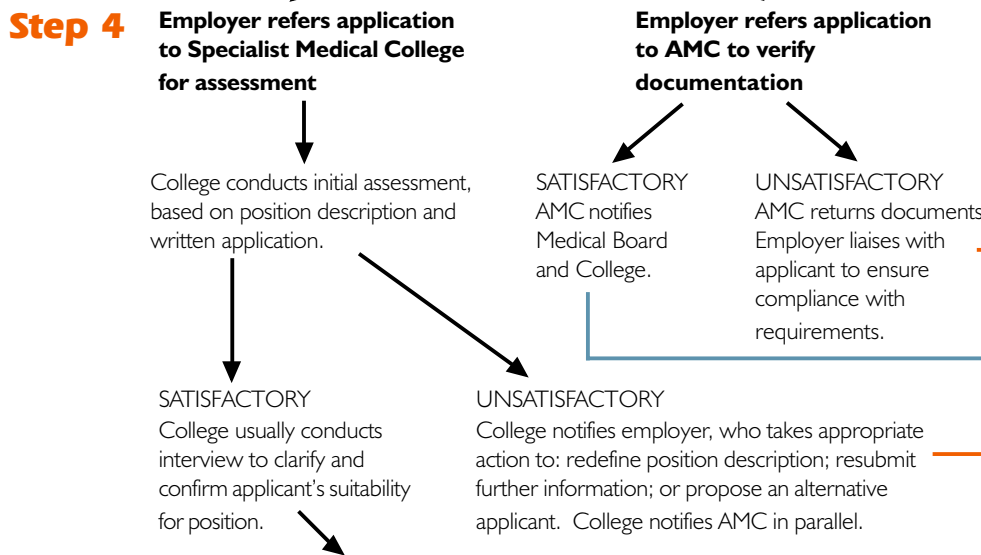 Step 4
Employer refers application
to Specialist Medical College
for assessment
Employer refers application
to AMC to verify
documentation
College conducts initial assessment,
based on position description and
written application.
SATISFACTORY
AMC notifies
Medical Board
and College.
UNSATISFACTORY
AMC returns documents
Employer liaises with
applicant to ensure
compliance with
requirements.
SATISFACTORY
College usually conducts
interview to clarify and
confirm applicant's suitability
for position.
UNSATISFACTORY
College notifies employer, who takes appropriate
action to: redefine position description; resubmit
further information; or propose an alternative
applicant.  College notifies AMC in parallel.